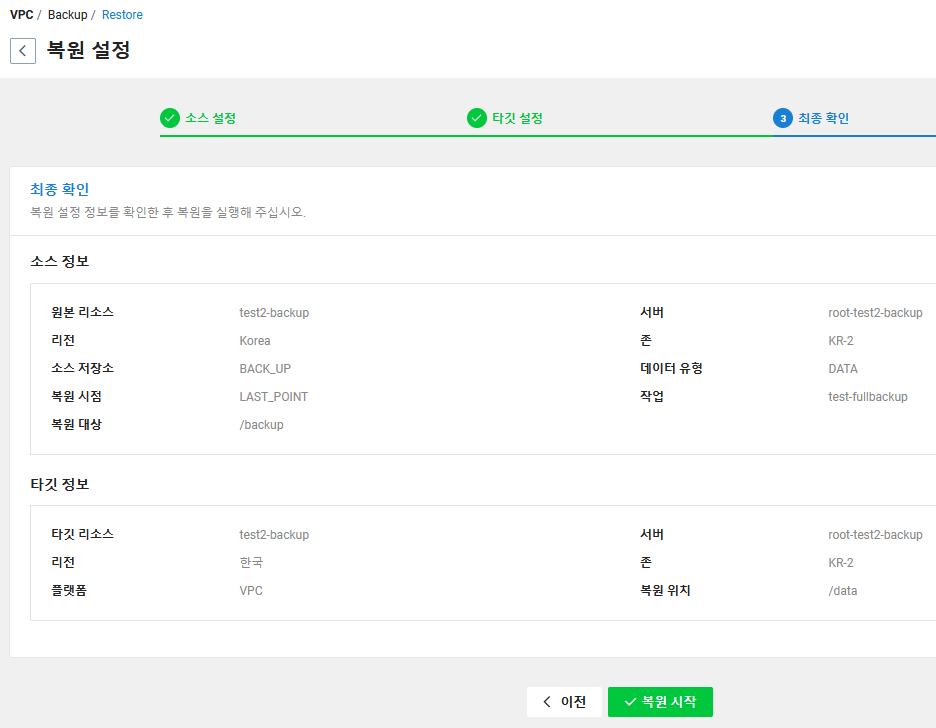 VPC / Backup / Restore
복원 설정
소스 설정 타깃 설정 3 최종 확인
최종 확인
복원 설정 정보를 확인한 후 복원을 실행해 주십시오.
소스 정보
원본 리소스 test2-backup 서버 root-test2-backup
리전 Korea 존 KR-2
소스 저장소 BACK_UP 데이터 유형 DATA
복원 시점 LAST_POINT 작업 test-fullbackup
복원 대상 /backup
타깃 정보
타깃 리소스 test2-backup 서버 root-test2-backup
리전 한국 존 KR-2
플랫폼 VPC 복원 위치 /data
이전 복원 시작